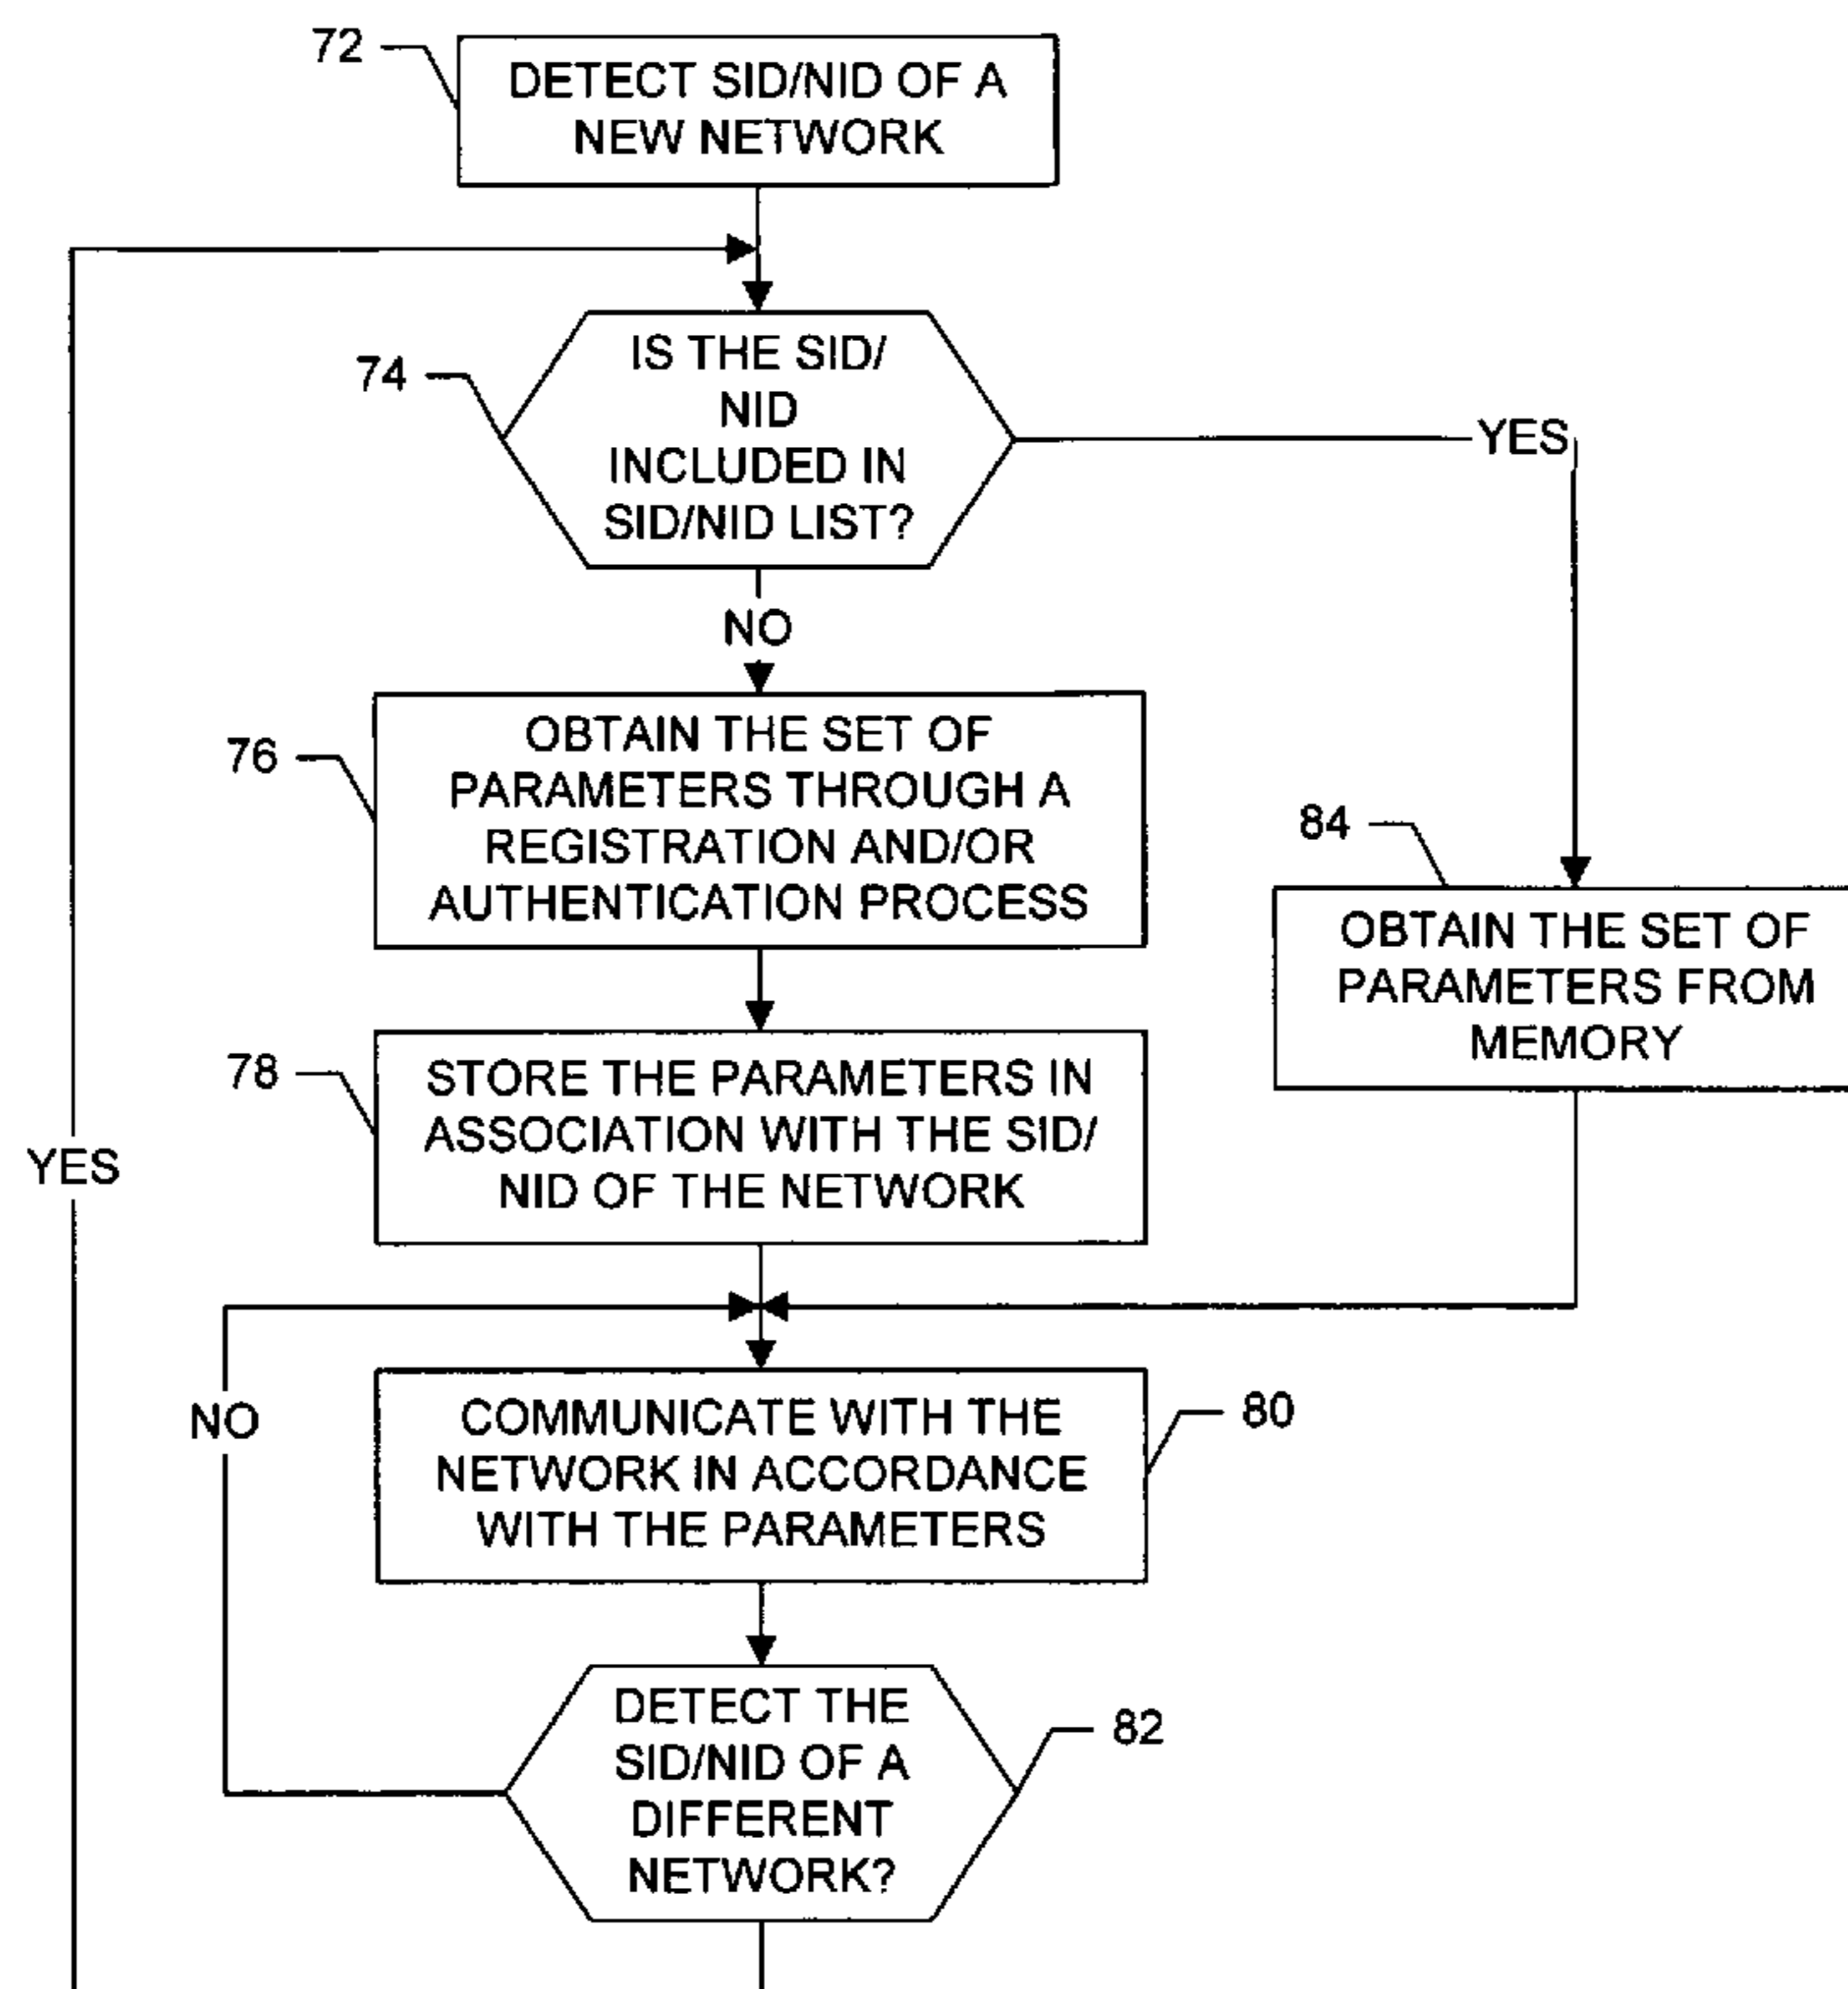 72
DETECT SID/NID OF A
NEW NETWORK
74
IS THE SID/
NID
INCLUDED IN
SID/NID LIST?
YES
NO
76
OBTAIN THE SET OF
PARAMETERS THROUGH A
REGISTRATION AND/OR
AUTHENTICATION PROCESS
84
OBTAIN THE SET OF
PARAMETERS FROM
MEMORY
78
STORE THE PARAMETERS IN
ASSOCIATION WITH THE SID/
NID OF THE NETWORK
YES
NO
80
COMMUNICATE WITH THE
NETWORK IN ACCORDANCE
WITH THE PARAMETERS
82
DETECT THE
SID/NID OF A
DIFFERENT
NETWORK?